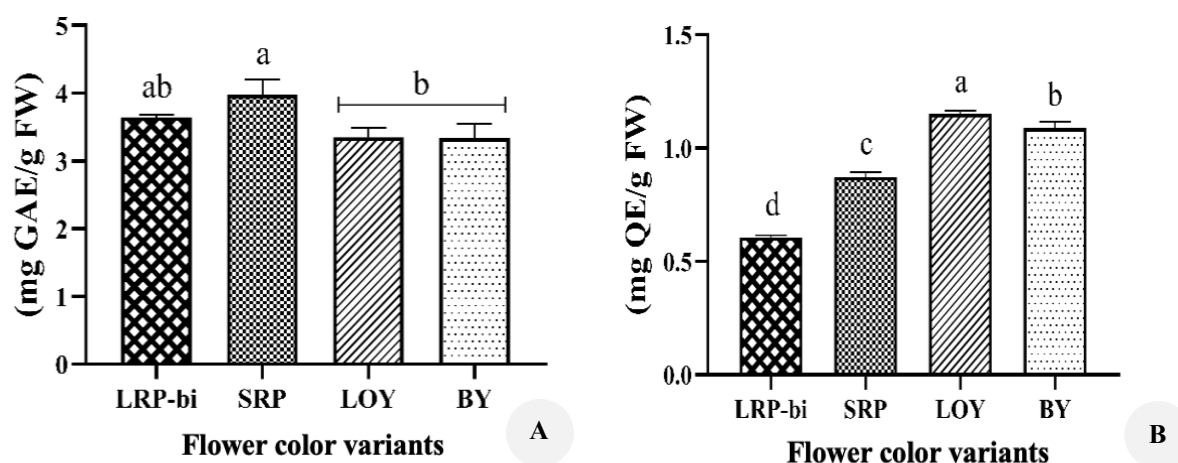 (mg GAE/g FW)
5
4
3
2
1
0
ab
a
b
LRP-bi SRP LOY BY
Flower color variants
A
(mg QE/g FW)
1.5
1.0
0.5
0.0
d
c
a
b
LRP-bi SRP LOY BY
Flower color variants
B